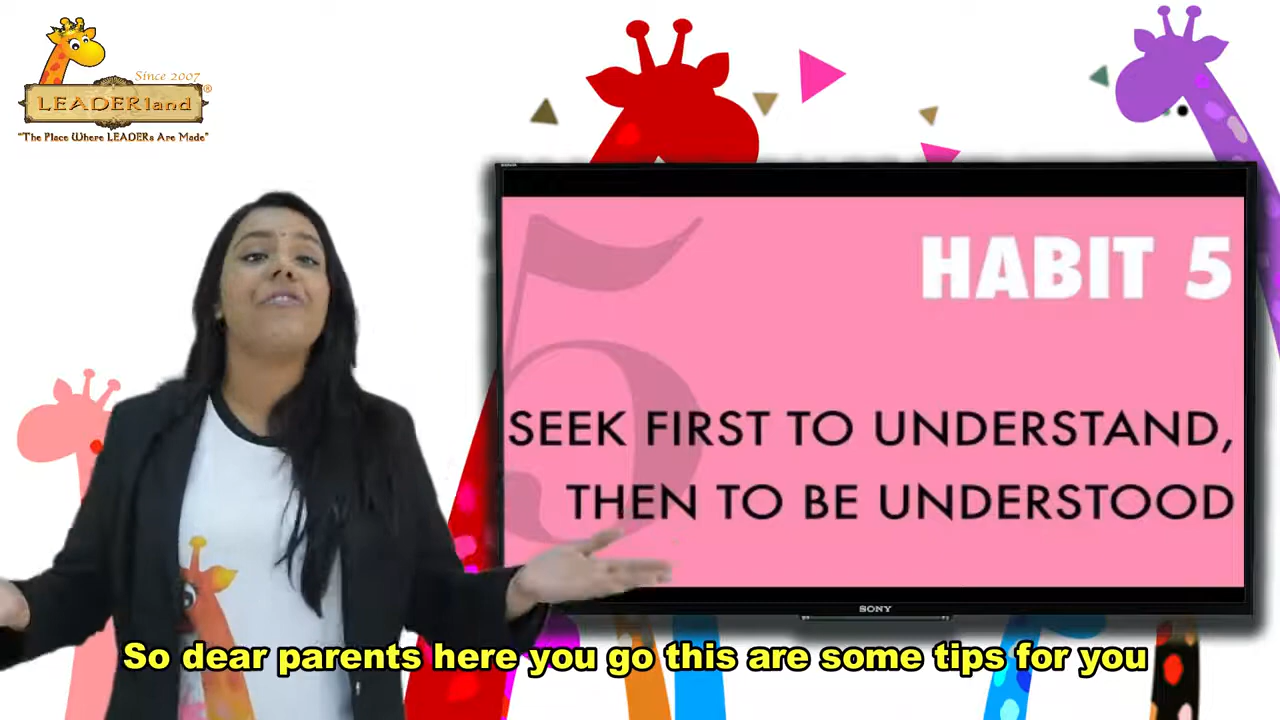 Since 2007
LEADERland®
"The Place Where LEADERs Are Made"
HABIT 5
5
SEEK FIRST TO UNDERSTAND,
THEN TO BE UNDERSTOOD
SONY
So dear parents here you go this are some tips for you